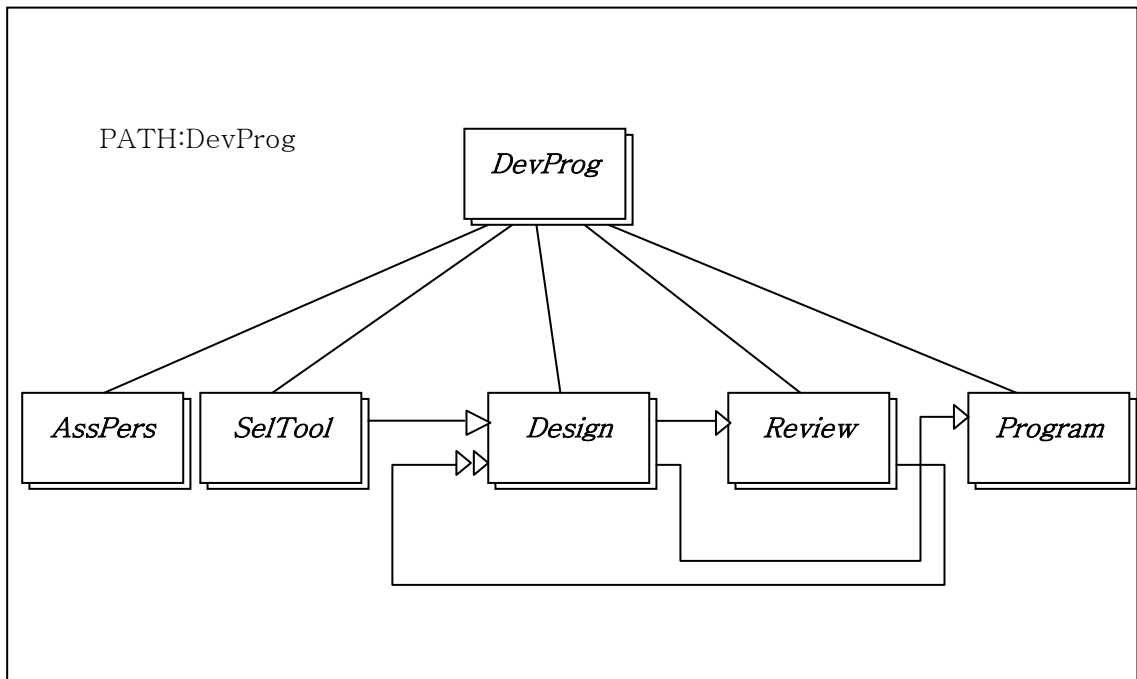 PATH:DevProg
DevProg
AssPers
SelTool
Design
Review
Program